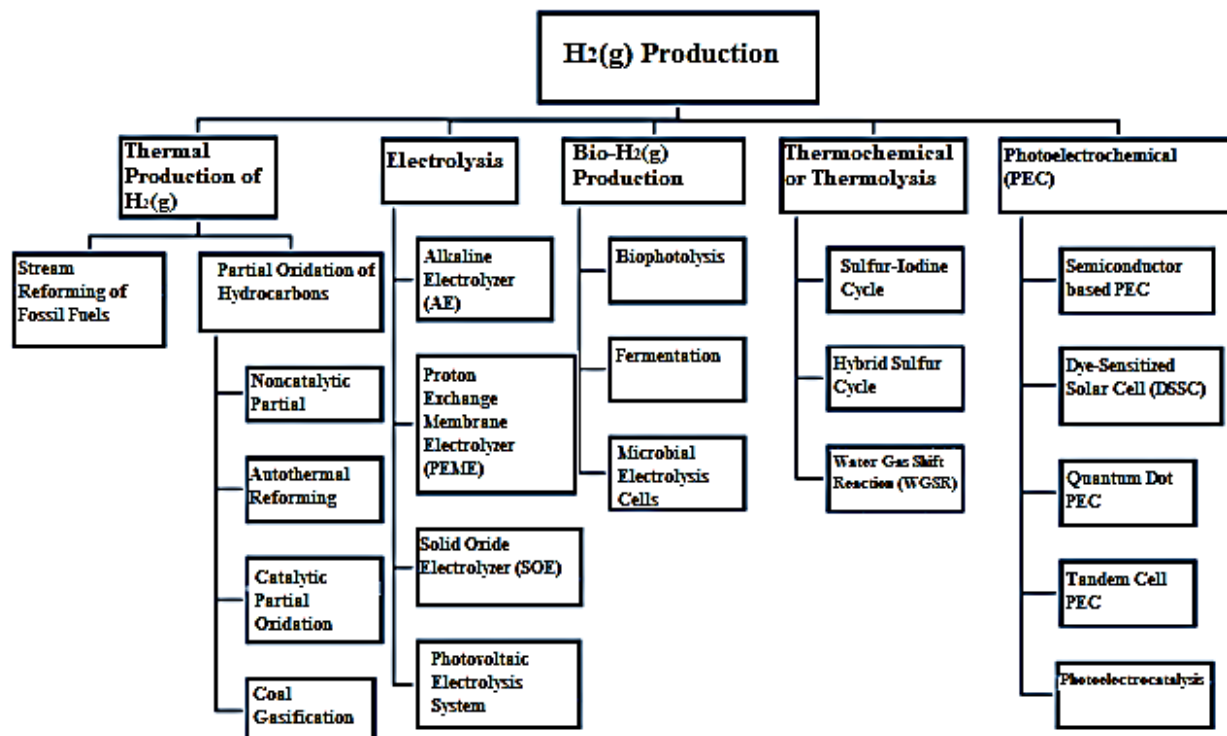 H2(g) Production
Thermal
Production of
H2(g)
Electrolysis
Bio-H2(g)
Production
Thermochemical
or Thermolysis
Photoelectrochemical
(PEC)
Stream
Reforming of
Fossil Fuels
Partial Oxidation of
Hydrocarbons
Noncatalytic
Partial
Autothermal
Reforming
Catalytic
Partial
Oxidation
Coal
Gasification
Alkaline
Electrolyzer
(AE)
Proton
Exchange
Membrane
Electrolyzer
(PEME)
Solid Oxide
Electrolyzer (SOE)
Photovoltaic
Electrolysis
System
Biophotolysis
Fermentation
Microbial
Electrolysis
Cells
Sulfur-Iodine
Cycle
Hybrid Sulfur
Cycle
Water Gas Shift
Reaction (WGSR)
Semiconductor
based PEC
Dye-Sensitized
Solar Cell (DSSC)
Quantum Dot
PEC
Tandem Cell
PEC
Photoelectrocatalysis